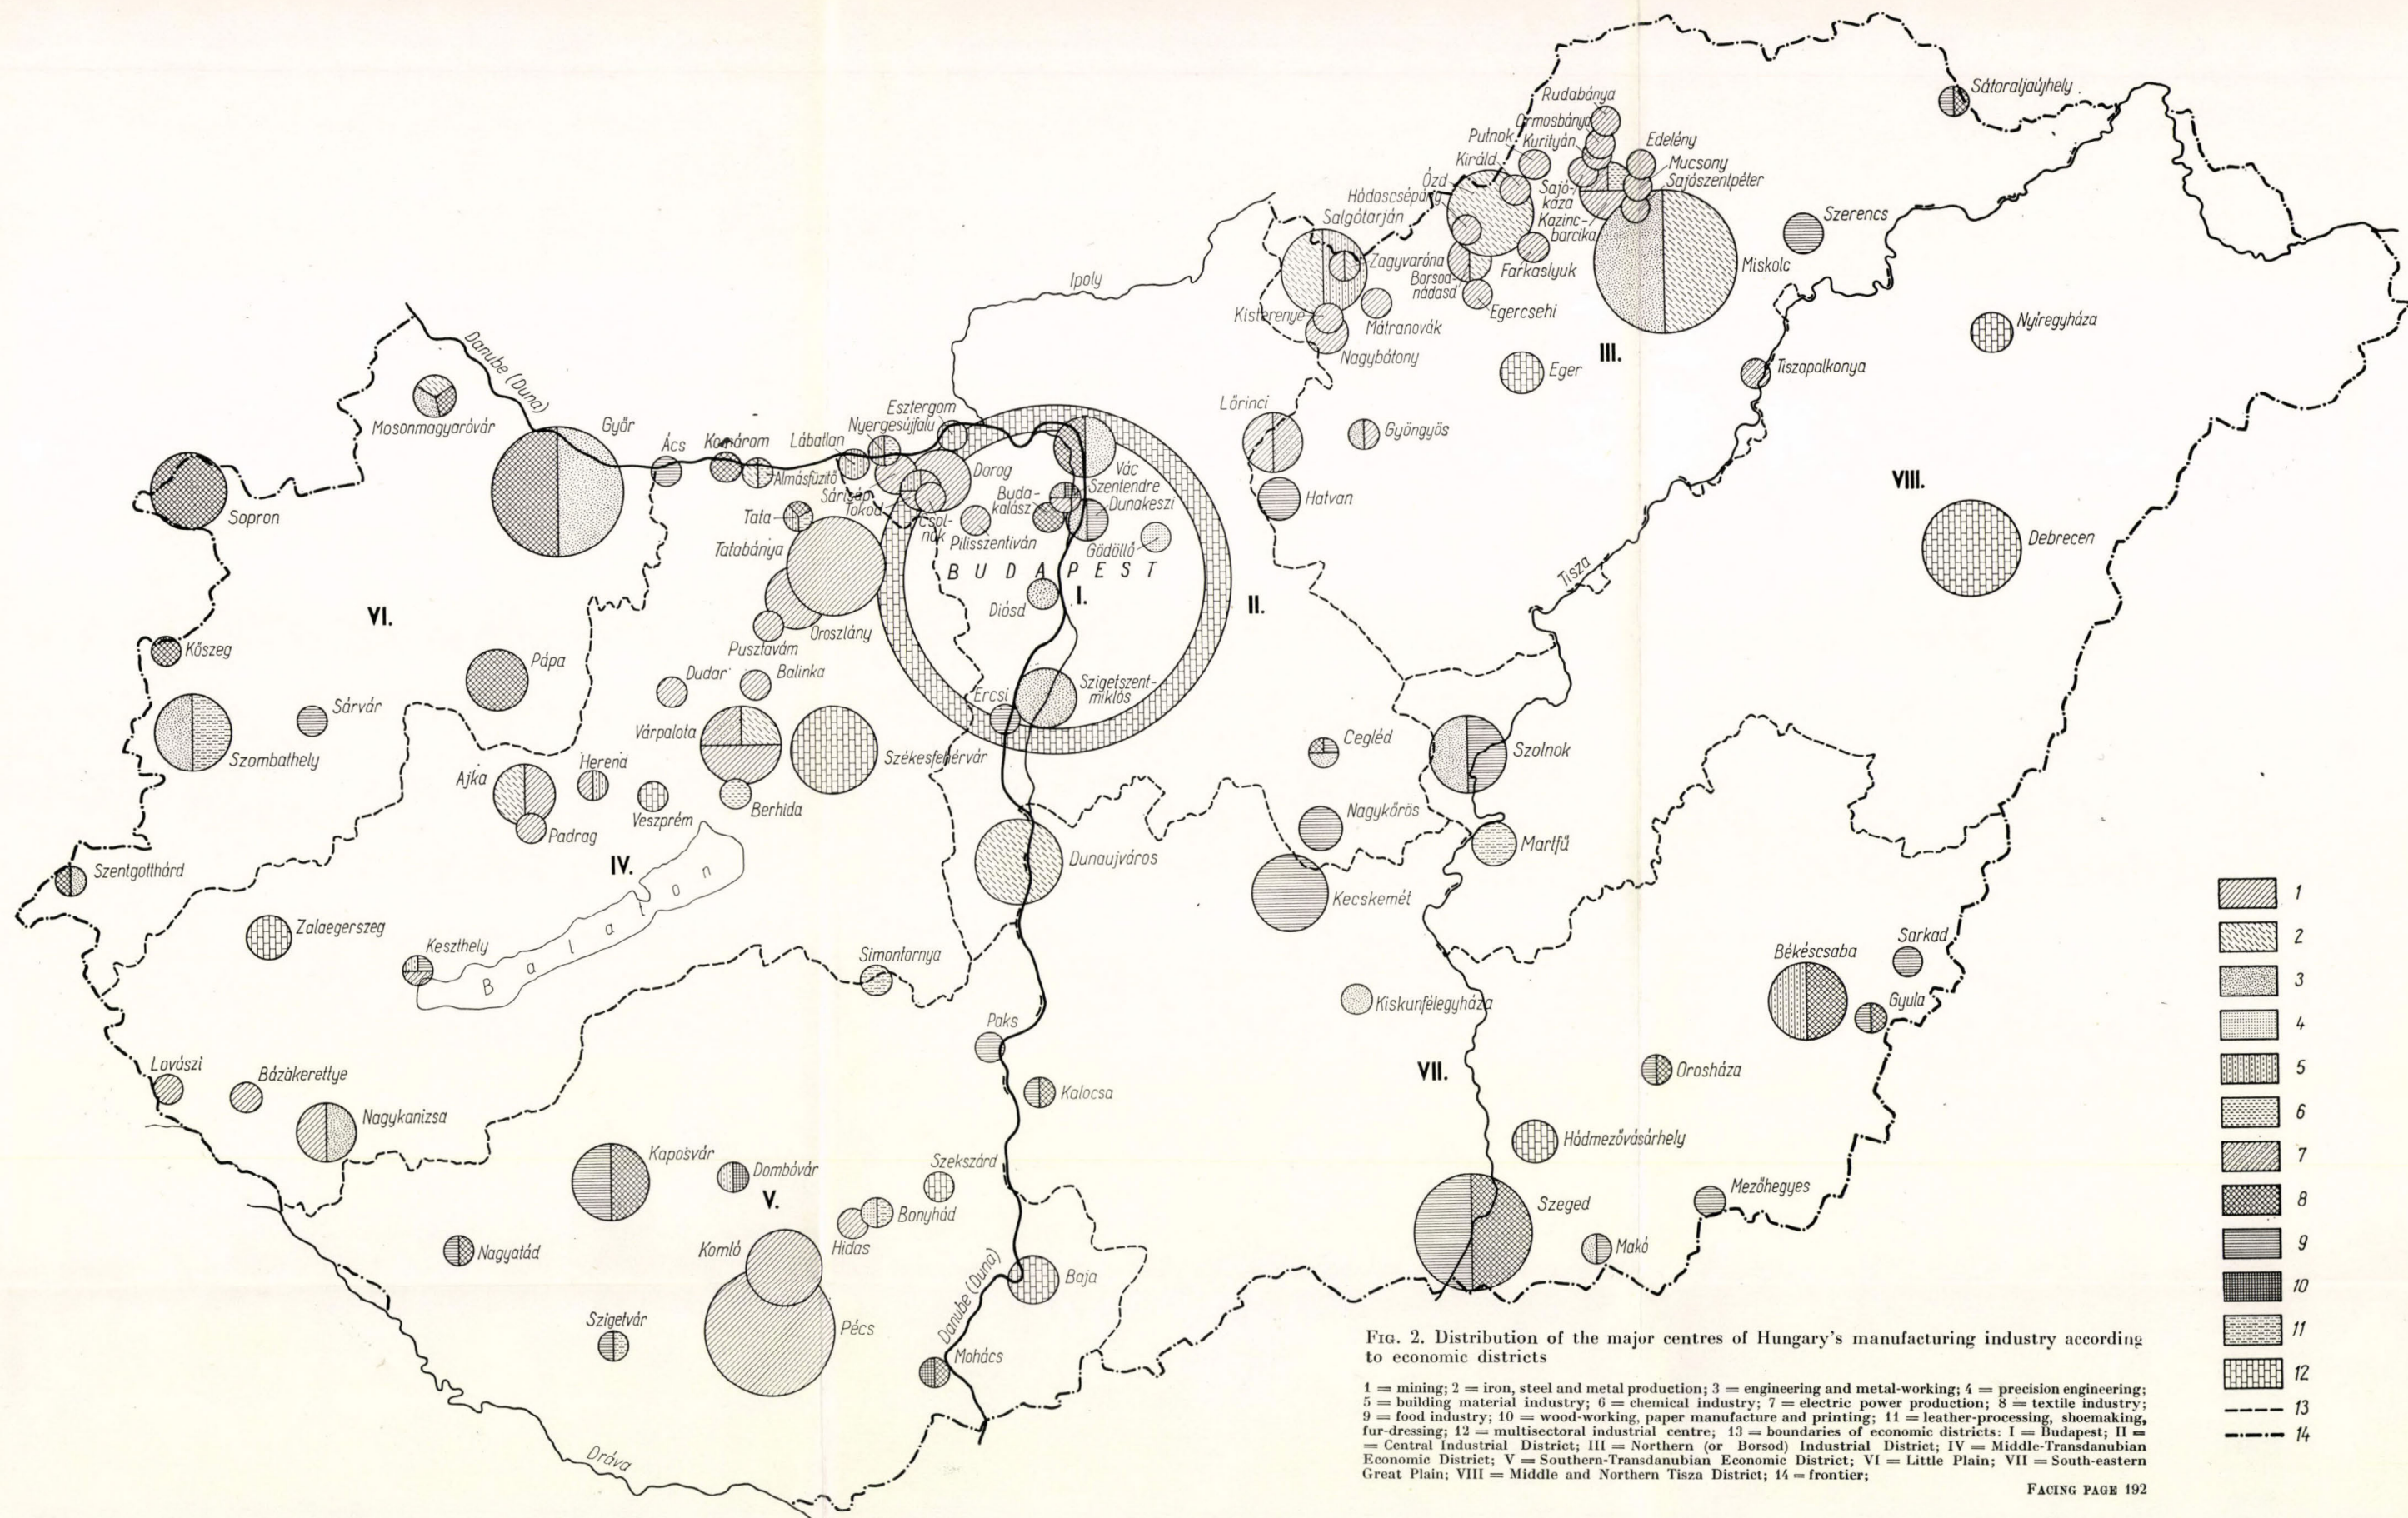 Sátoraljaújhely
Rudabánya
Ormosbánya
Putnok
Kurityán
Edelény
Királd
Mucsony
Ózd
Sajószentpéter
Sajó-
káza
Hódoscsépány
Kazinc-
barcika
Salgótarján
Szerencs
Zagyvaróna
Farkaslyuk
Miskolc
Borsod-
nádasd
Ipoly
Egercsehi
Kisterenye
Mátranovák
Nyíregyháza
Nagybátony
III.
Eger
Tiszapalkonya
Danube (Duna)
Mosonmagyaróvár
Győr
Esztergom
Lőrinci
Nyergesújfalu
Gyöngyös
Ács
Komárom
Lábatlan
Dorog
Vác
Almásfüzitő
Szentendre
VIII.
Sárisáp
Buda-
kalász
Dunakeszi
Hatvan
Tokod
Sopron
Tata
Csol-
nok
Pilisszentiván
Gödöllő
Debrecen
Tatabánya
BUDAPEST
Tisza
I.
II.
Diósd
VI.
Oroszlány
Kőszeg
Pusztavám
Pápa
Dudar
Balinka
Szigetszent-
miklós
Ercsi
Sárvár
Várpalota
Cegléd
Szolnok
Szombathely
Székesfehérvár
Herend
Ajka
Berhida
Nagykőrös
Veszprém
Padrag
Martfű
Dunaujváros
IV.
Szentgotthárd
Kecskemét
Balaton
Zalaegerszeg
Keszthely
Simontornya
Sarkad
Békéscsaba
Kiskunfélegyháza
Gyula
Paks
Lovászi
Bázakerettye
VII.
Orosháza
Kalocsa
Nagykanizsa
Hódmezővásárhely
Kaposvár
Dombóvár
Szekszárd
Mezőhegyes
V.
Szeged
Bonyhád
Nagyatád
Komló
Hidas
Makó
Baja
Danube (Duna)
Szigetvár
Pécs
Mohács
Dráva
1
2
3
4
5
6
7
8
9
10
11
12
13
14
FIG. 2. Distribution of the major centres of Hungary's manufacturing industry according
to economic districts
1 = mining; 2 = iron, steel and metal production; 3 = engineering and metal-working; 4 = precision engineering;
5 = building material industry; 6 = chemical industry; 7 = electric power production; 8 = textile industry;
9 = food industry; 10 = wood-working, paper manufacture and printing; 11 = leather-processing, shoemaking,
fur-dressing; 12 = multisectoral industrial centre; 13 = boundaries of economic districts: I = Budapest; II =
= Central Industrial District; III = Northern (or Borsod) Industrial District; IV = Middle-Transdanubian
Economic District; V = Southern-Transdanubian Economic District; VI = Little Plain; VII = South-eastern
Great Plain; VIII = Middle and Northern Tisza District; 14 = frontier;
FACING PAGE 192